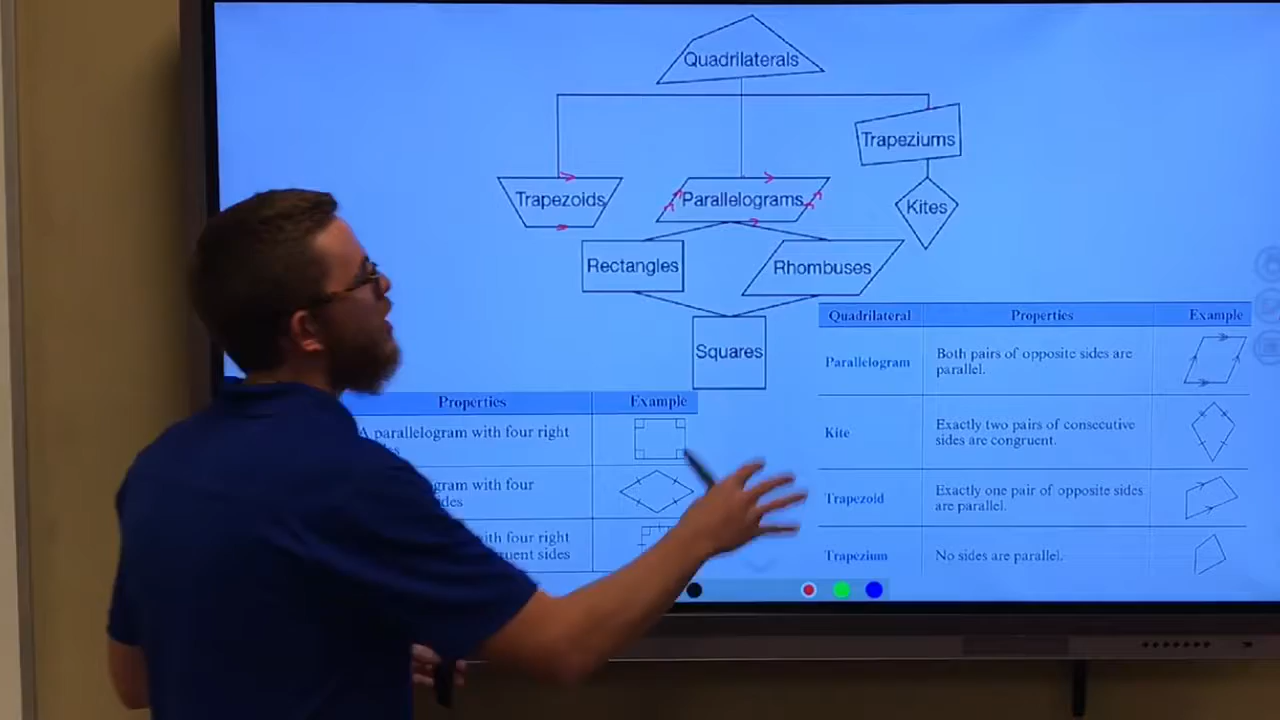 Quadrilaterals
Trapeziums
Trapezoids
Parallelograms
Kites
Rectangles
Rhombuses
Squares
Quadrilateral Properties Example
Parallelogram Both pairs of opposite sides are
parallel.
Kite Exactly two pairs of consecutive
sides are congruent.
Trapezoid Exactly one pair of opposite sides
are parallel.
Trapezium No sides are parallel.
Properties Example
A parallelogram with four right
gram with four
ith four right
uent sides